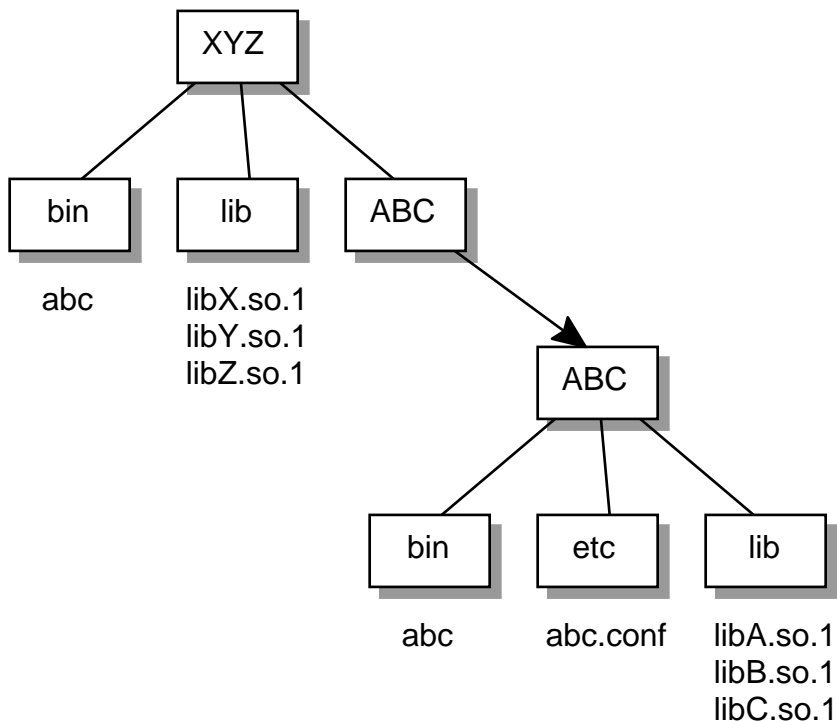 XYZ
bin
lib
ABC
abc
libX.so.1
libY.so.1
libZ.so.1
ABC
bin
etc
lib
abc
abc.conf
libA.so.1
libB.so.1
libC.so.1